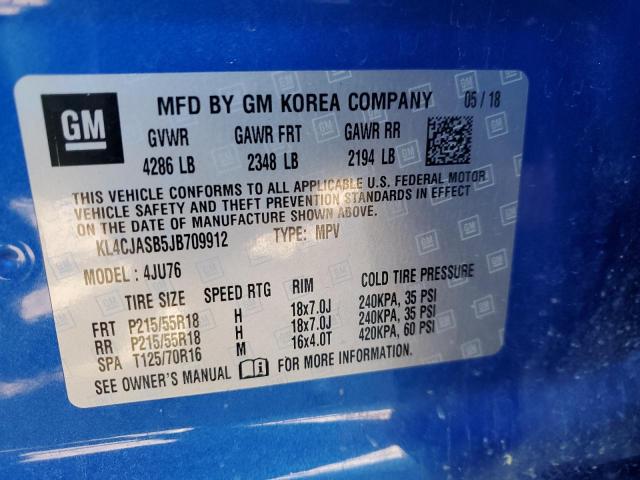 GM
MFD BY GM KOREA COMPANY 05 / 18
GVWR GAWR FRT GAWR RR
4286 LB 2348 LB 2194 LB
THIS VEHICLE CONFORMS TO ALL APPLICABLE U.S. FEDERAL MOTOR
VEHICLE SAFETY AND THEFT PREVENTION STANDARDS IN EFFECT
ON THE DATE OF MANUFACTURE SHOWN ABOVE.
KL4CJASB5JB709912 TYPE: MPV
MODEL : 4JU76
TIRE SIZE SPEED RTG RIM COLD TIRE PRESSURE
FRT P215/55R18 H 18x7.0J 240KPA, 35 PSI
RR P215/55R18 H 18x7.0J 240KPA, 35 PSI
SPA T125/70R16 M 16x4.0T 420KPA, 60 PSI
SEE OWNER'S MANUAL FOR MORE INFORMATION.